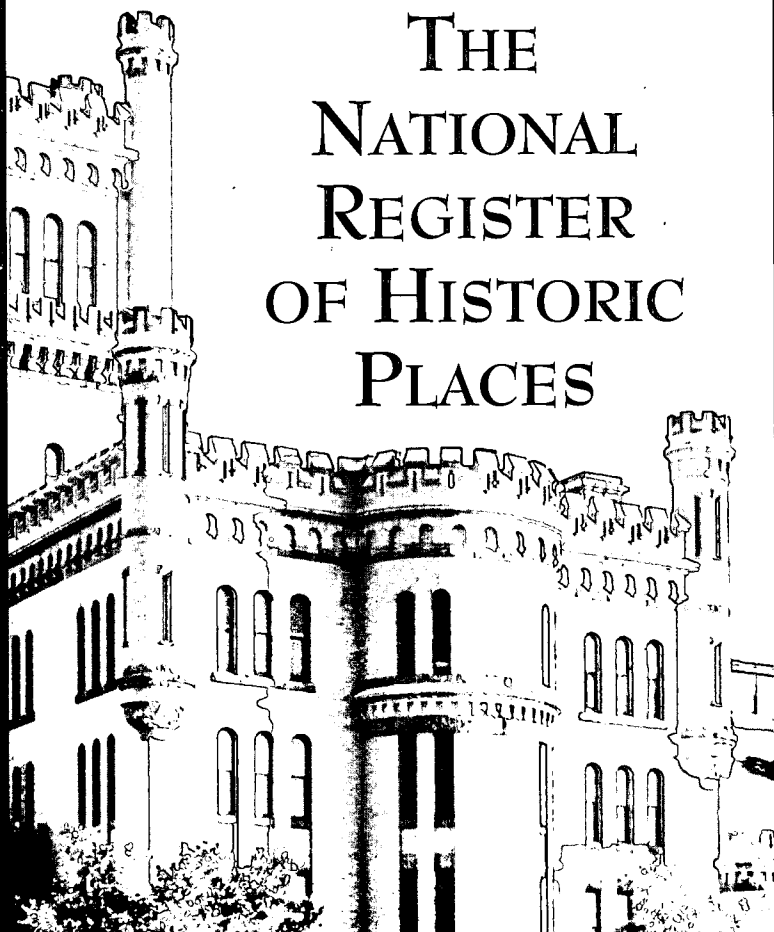 THE
NATIONAL
REGISTER
OF HISTORIC
PLACES